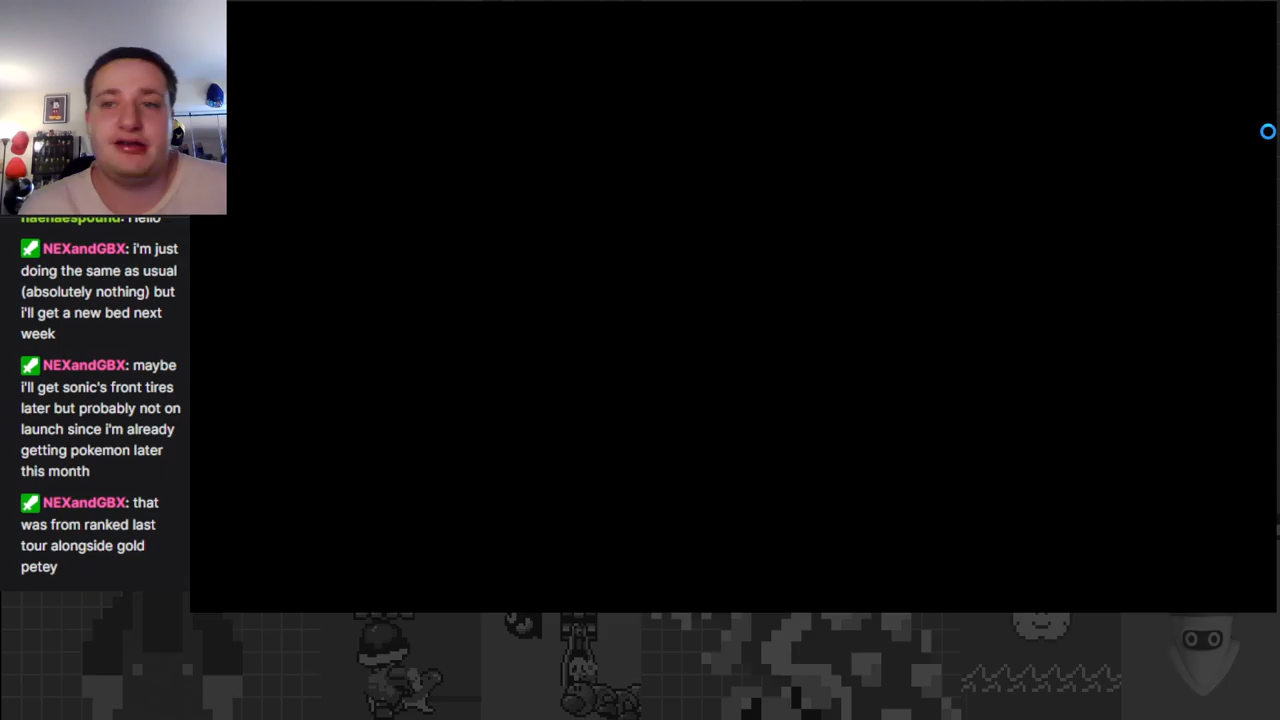 naenaespound: Hello
NEXandGBX: i'm just
doing the same as usual
(absolutely nothing) but
i'll get a new bed next
week
NEXandGBX: maybe
i'll get sonic's front tires
later but probably not on
launch since i'm already
getting pokemon later
this month
NEXandGBX: that
was from ranked last
tour alongside gold
petey